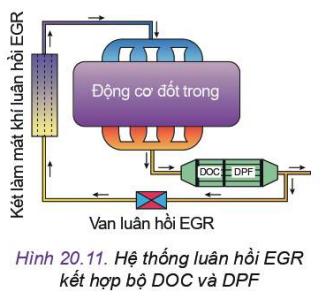 Két làm mát khí luân hồi EGR
Động cơ đốt trong
DOC DPF
Van luân hồi EGR
Hình 20.11. Hệ thống luân hồi EGR
kết hợp bộ DOC và DPF